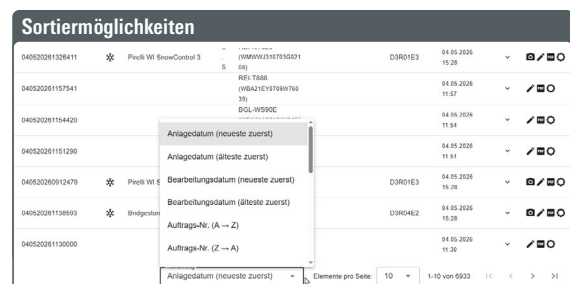 Sortiermöglichkeiten
040520261326411 Pirelli WI SnowControl 3 (WMWWJ310703G021 D3R01E3 04.05.2026
5 08) 15:28
REI-T888
040520261157541 (WBA21EY0709W760 04.05.2026
39) 11:57
BGL-WS90E
040520261154420 04.05.2026
11:54
Anlagedatum (neueste zuerst)
040520261151290 04.05.2026
Anlagedatum (älteste zuerst) 11:51
040520260912479 Pirelli WI S Bearbeitungsdatum (neueste zuerst) D3R01E3 04.05.2026
15:28
Bearbeitungsdatum (älteste zuerst)
040520261138593 Bridgeston D3R04E2 04.05.2026
Auftrags-Nr. (A → Z) 15:28
040520261130000 Auftrags-Nr. (Z → A) 04.05.2026
11:30
Anlagedatum (neueste zuerst) Elemente pro Seite: 10 1-10 von 6933